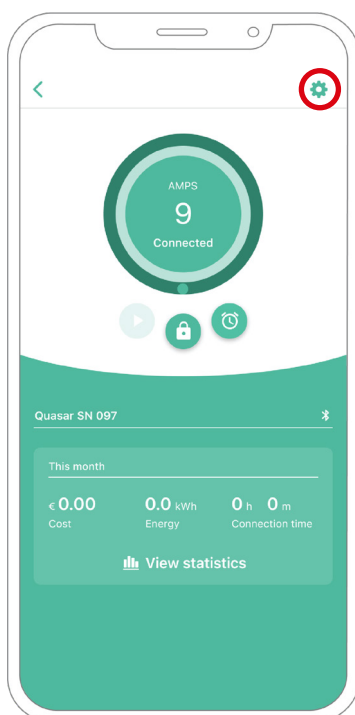 AMPS
9
Connected
Quasar SN 097
This month
€ 0.00 0.0 kWh 0 h 0 m
Cost Energy Connection time
View statistics